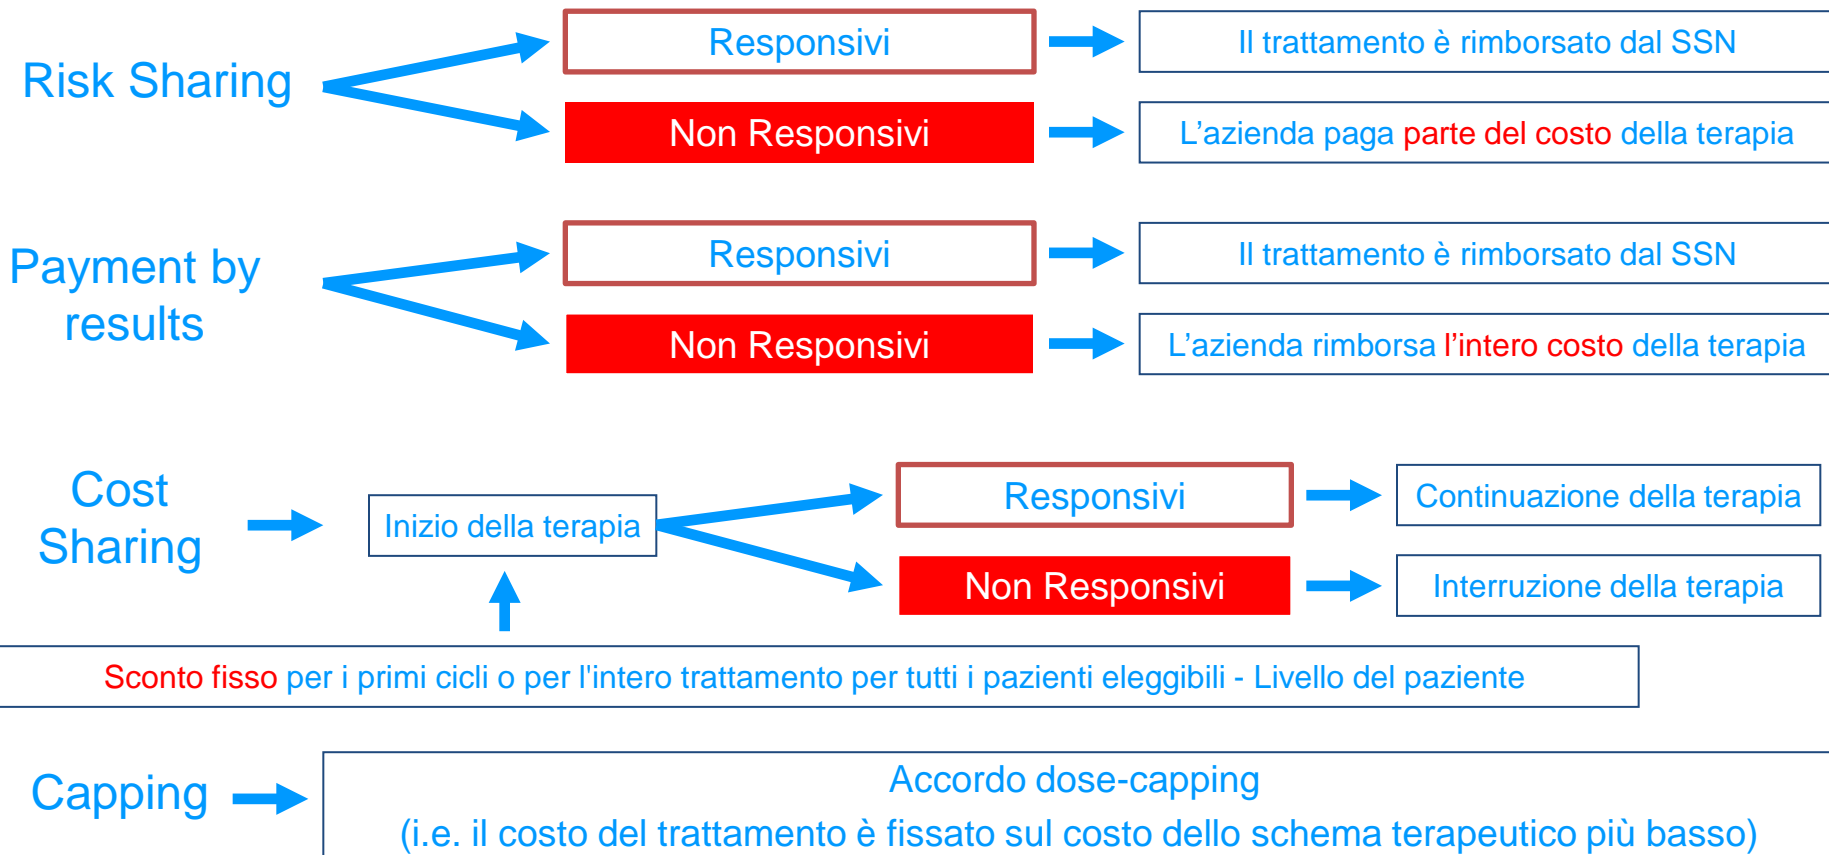 Risk Sharing
Responsivi
Il trattamento è rimborsato dal SSN
Non Responsivi
L’azienda paga parte del costo della terapia
Payment by
results
Responsivi
Il trattamento è rimborsato dal SSN
Non Responsivi
L’azienda rimborsa l’intero costo della terapia
Cost
Sharing
Inizio della terapia
Responsivi
Continuazione della terapia
Non Responsivi
Interruzione della terapia
Sconto fisso per i primi cicli o per l'intero trattamento per tutti i pazienti eleggibili - Livello del paziente
Capping
Accordo dose-capping
(i.e. il costo del trattamento è fissato sul costo dello schema terapeutico più basso)